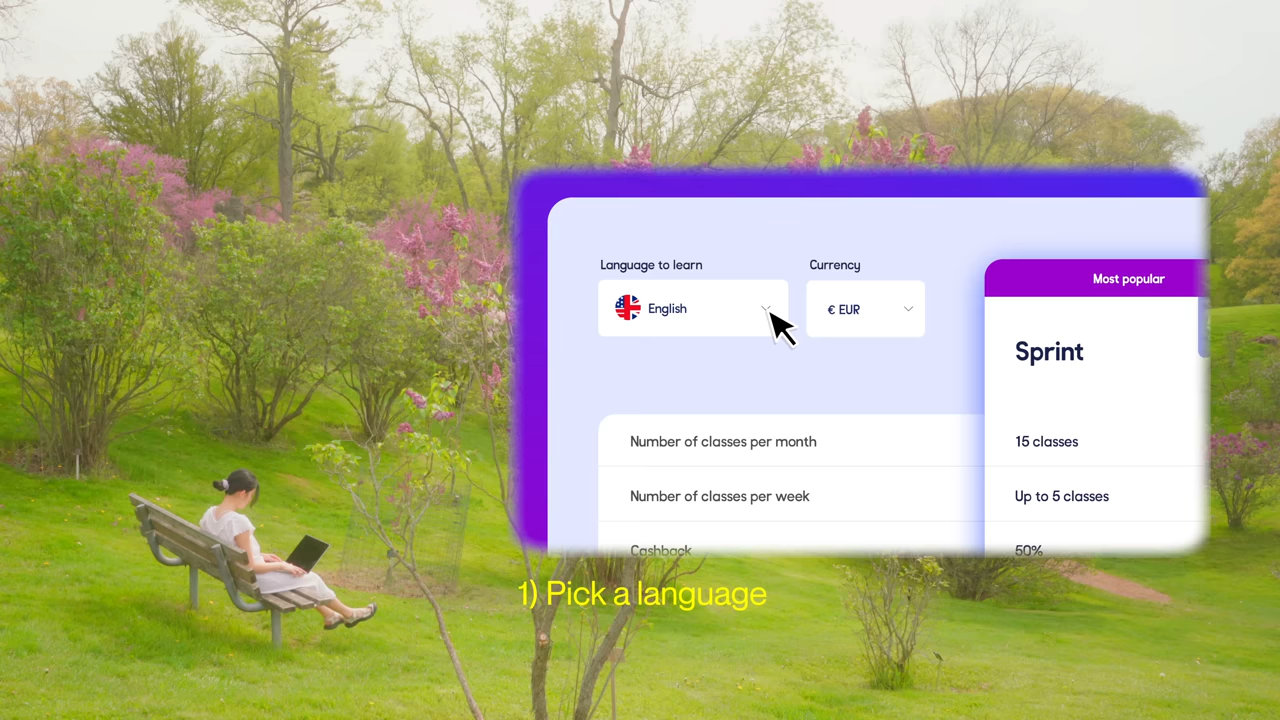 Language to learn
Currency
English
€ EUR
Most popular
Sprint
Number of classes per month
15 classes
Number of classes per week
Up to 5 classes
Cashback
50%
1) Pick a language